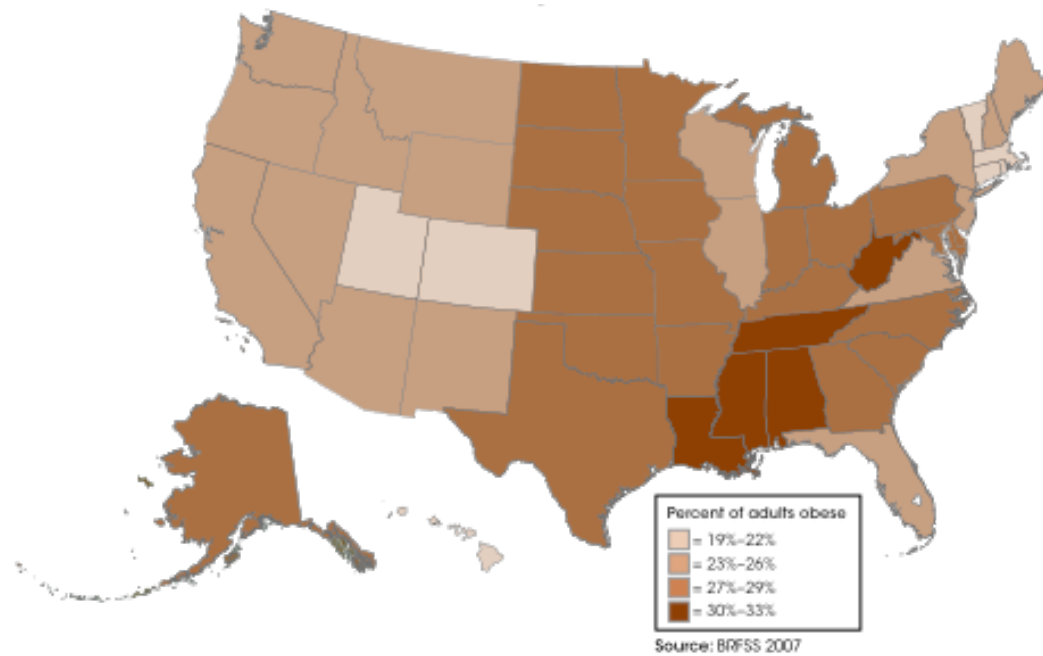 Percent of adults obese
= 19%–22%
= 23%–26%
= 27%–29%
= 30%–33%
Source: BRFSS 2007